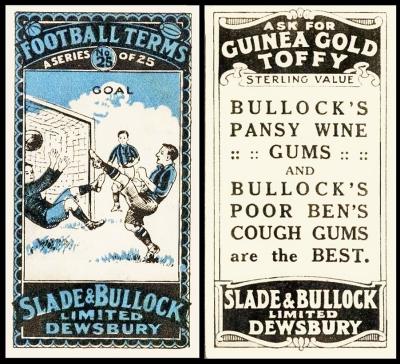 FOOTBALL TERMS
A SERIES No 25 OF 25
GOAL
SLADE & BULLOCK
LIMITED
DEWSBURY
ASK FOR
GUINEA GOLD
TOFFY
STERLING VALUE
BULLOCK'S
PANSY WINE
:: :: GUMS :: ::
AND
BULLOCK'S
POOR BEN'S
COUGH GUMS
are the BEST.
SLADE & BULLOCK
LIMITED
DEWSBURY